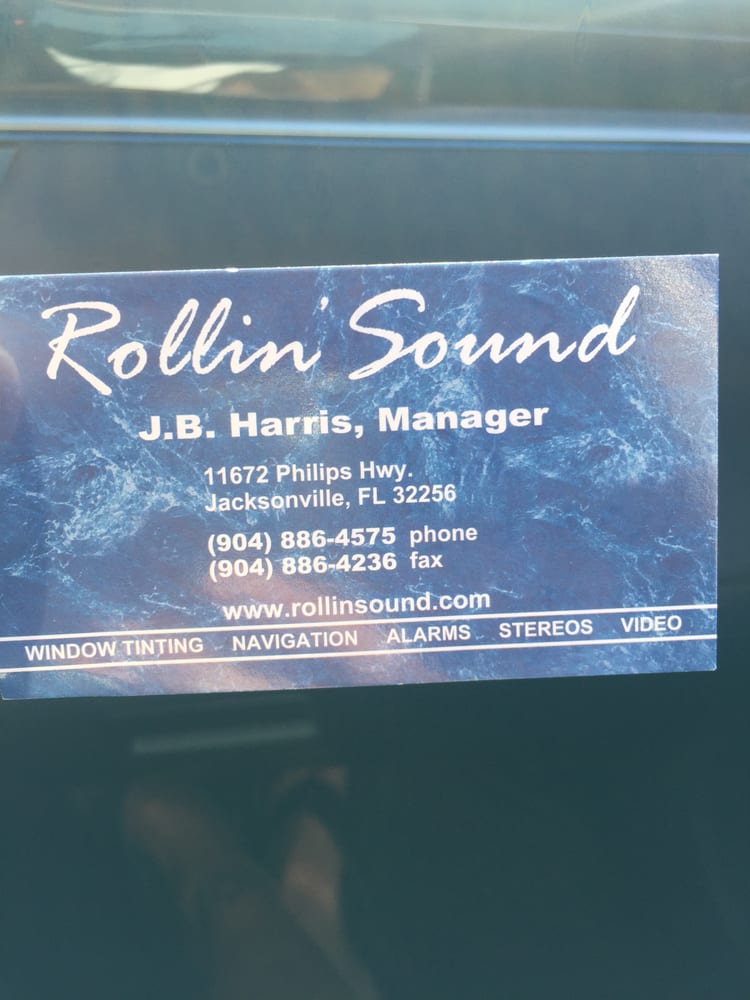 Rollin' Sound
J.B. Harris, Manager
11672 Philips Hwy.
Jacksonville, FL 32256
(904) 886-4575 phone
(904) 886-4236 fax
www.rollinsound.com
WINDOW TINTING NAVIGATION ALARMS STEREOS VIDEO